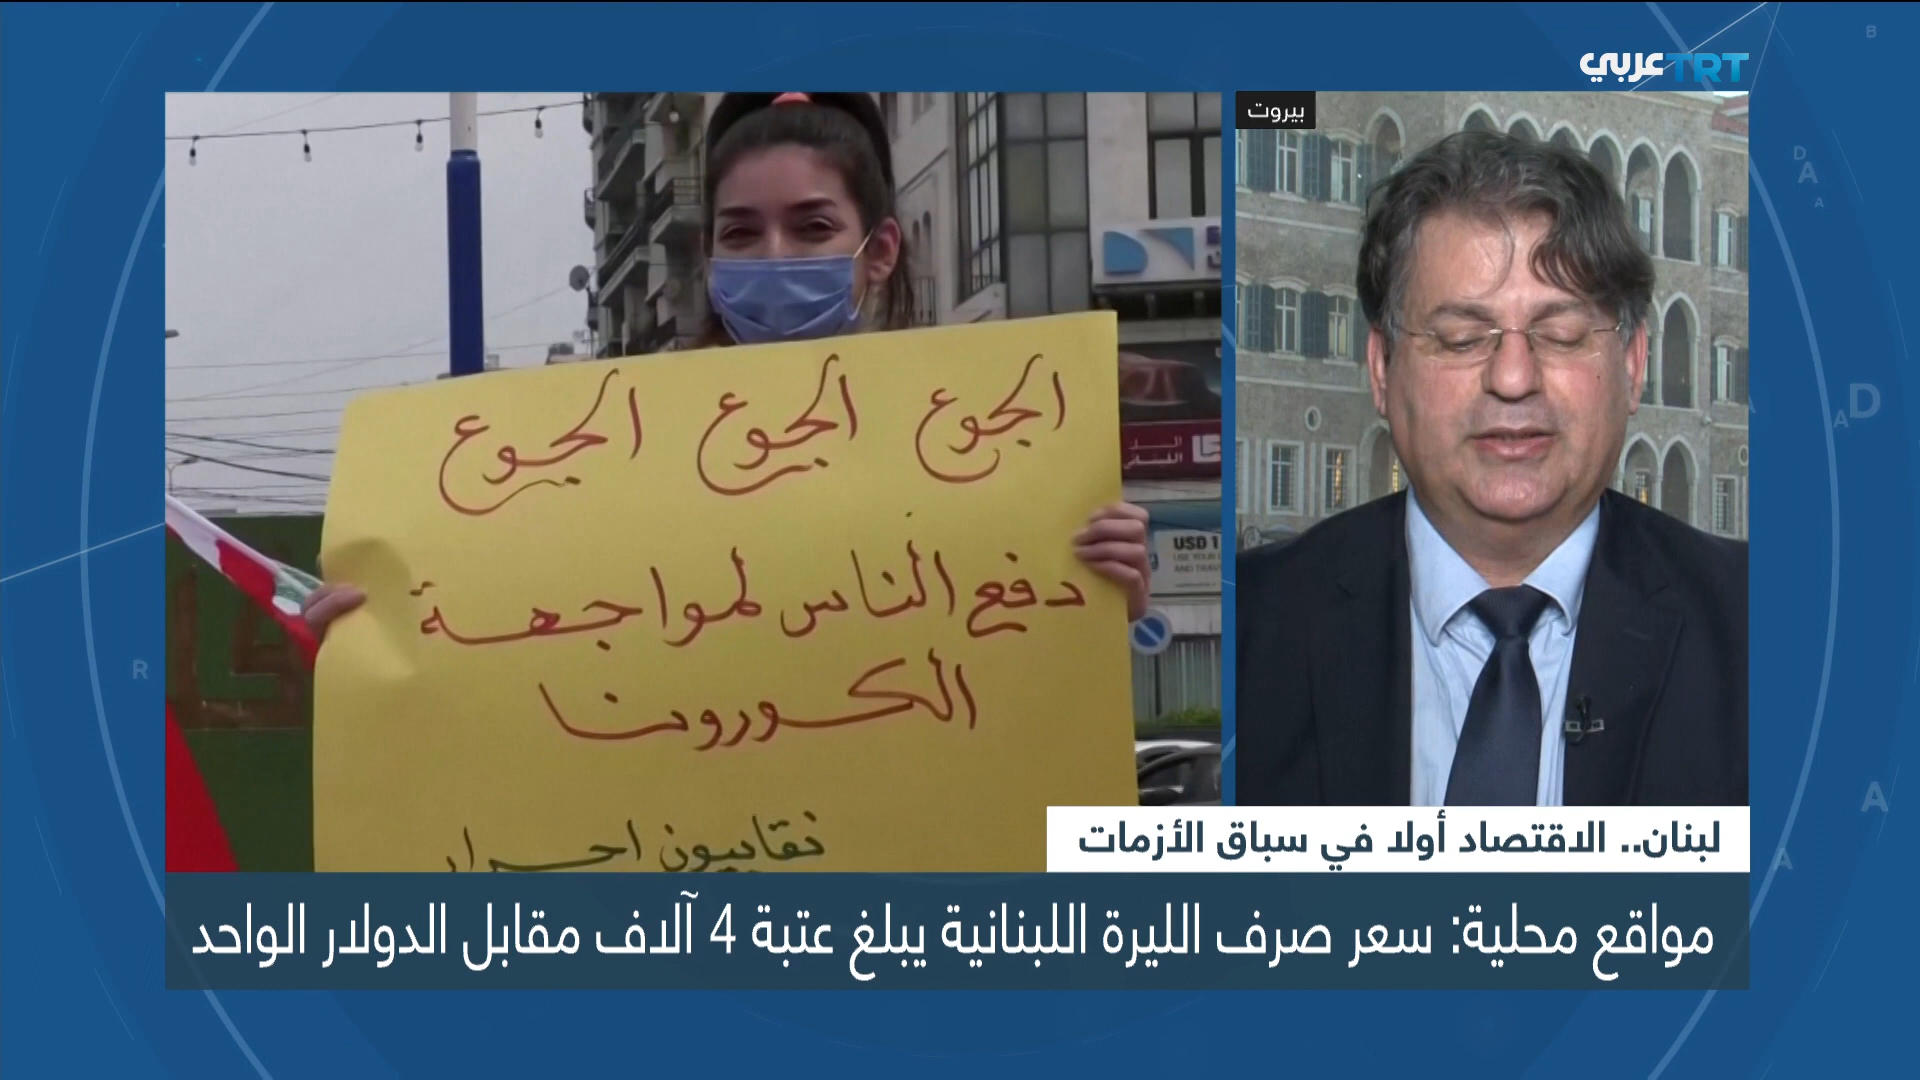 TRT عربي
بيروت
الجوع الجوع الجوع
دفع الناس لمواجهة
الكورونا
نقابيون احرار
USD 1
لبنان.. الاقتصاد أولا في سباق الأزمات
مواقع محلية: سعر صرف الليرة اللبنانية يبلغ عتبة 4 آلاف مقابل الدولار الواحد